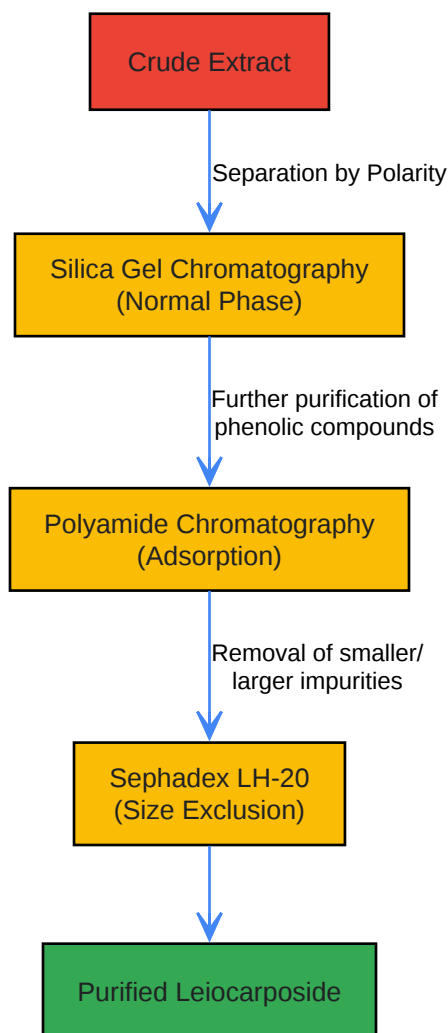 Crude Extract
Separation by Polarity
Silica Gel Chromatography
(Normal Phase)
Further purification of
phenolic compounds
Polyamide Chromatography
(Adsorption)
Removal of smaller/
larger impurities
Sephadex LH-20
(Size Exclusion)
Purified Leiocarposide